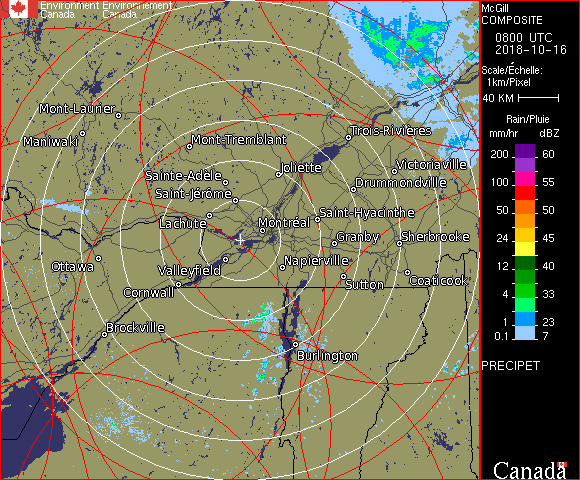 Environment Environnement
Canada Canada
McGill
COMPOSITE
0800 UTC
2018-10-16
Scale/Échelle:
1km/Pixel
40 KM
Rain/Pluie
mm/hr dBZ
200 60
100 55
50 50
24 45
12 40
4 33
1 23
0.1 7
PRECIPET
Canada
Mont-Laurier
Maniwaki
Mont-Tremblant
Trois-Rivières
Sainte-Adèle
Joliette
Victoriaville
Saint-Jérôme
Drummondville
Lachute
Montréal
Saint-Hyacinthe
Granby
Sherbrooke
Ottawa
Valleyfield
Napierville
Cornwall
Sutton
Coaticook
Brockville
Burlington